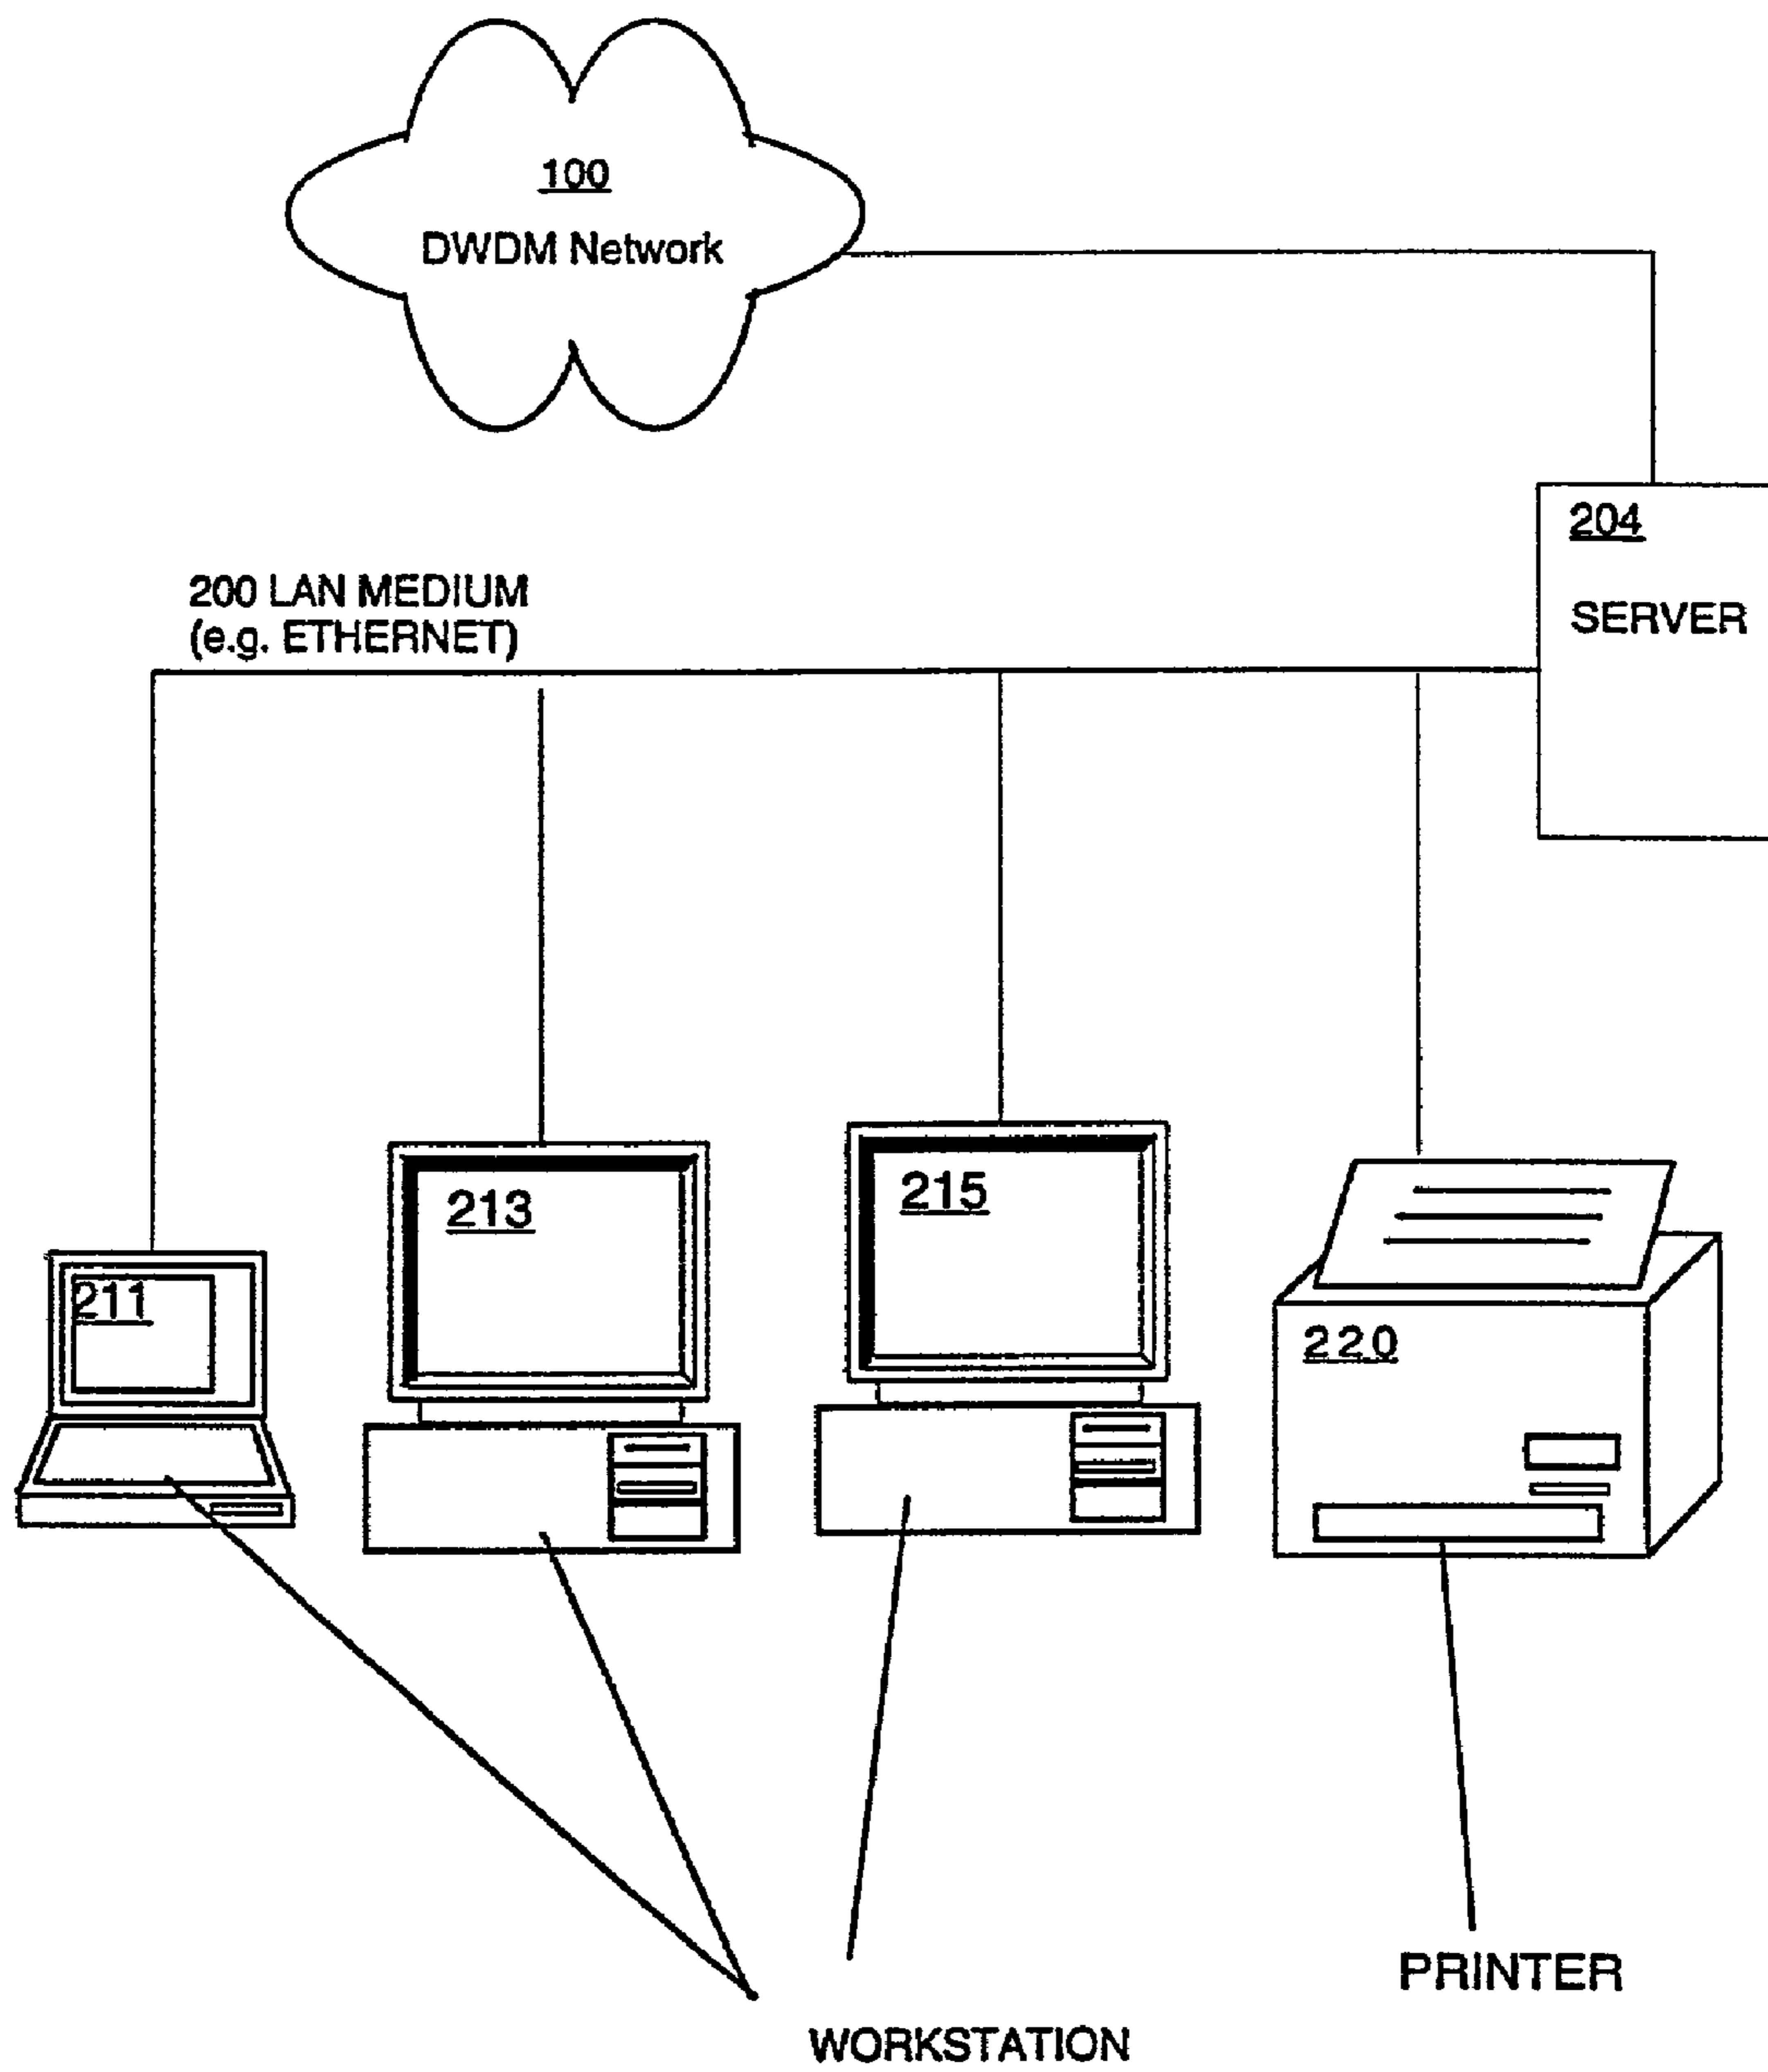 100
DWDM Network
204
SERVER
200 LAN MEDIUM
(e.g. ETHERNET)
211
213
215
220
PRINTER
WORKSTATION